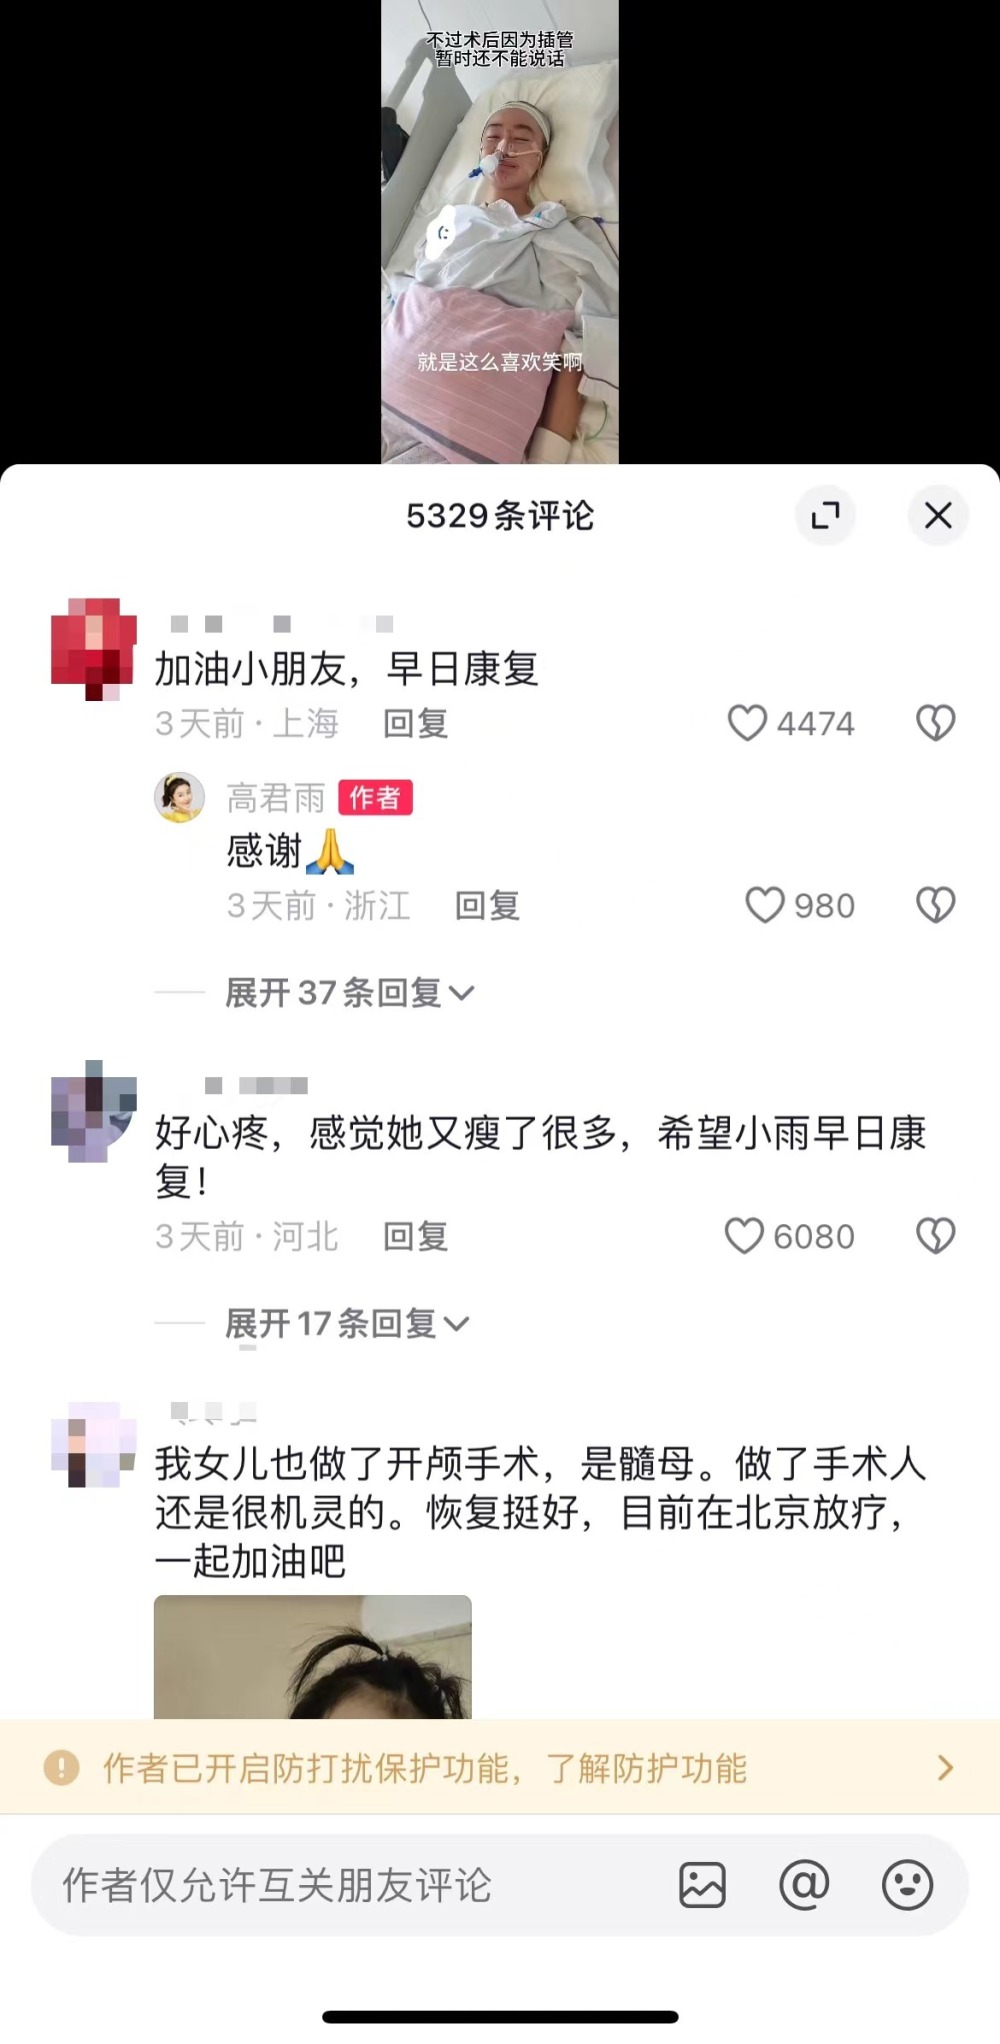 不过术后因为插管
暂时还不能说话
就是这么喜欢笑啊
5329条评论
加油小朋友，早日康复
3天前·上海 回复 4474
高君雨 作者
感谢🙏
3天前·浙江 回复 980
展开37条回复
好心疼，感觉她又瘦了很多，希望小雨早日康
复！
3天前·河北 回复 6080
展开17条回复
我女儿也做了开颅手术，是髓母。做了手术人
还是很机灵的。恢复挺好，目前在北京放疗，
一起加油吧
作者已开启防打扰保护功能，了解防护功能
作者仅允许互关朋友评论